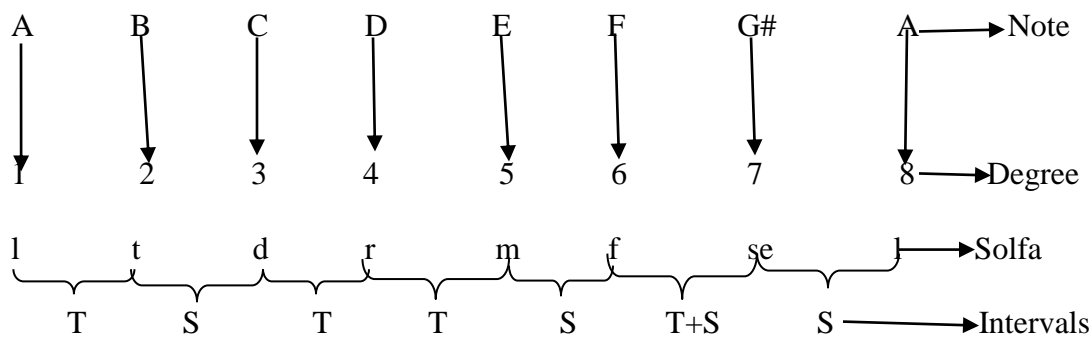 A B C D E F G# A Note
1 2 3 4 5 6 7 8 Degree
l t d r m f se l Solfa
T S T T S T+S S Intervals